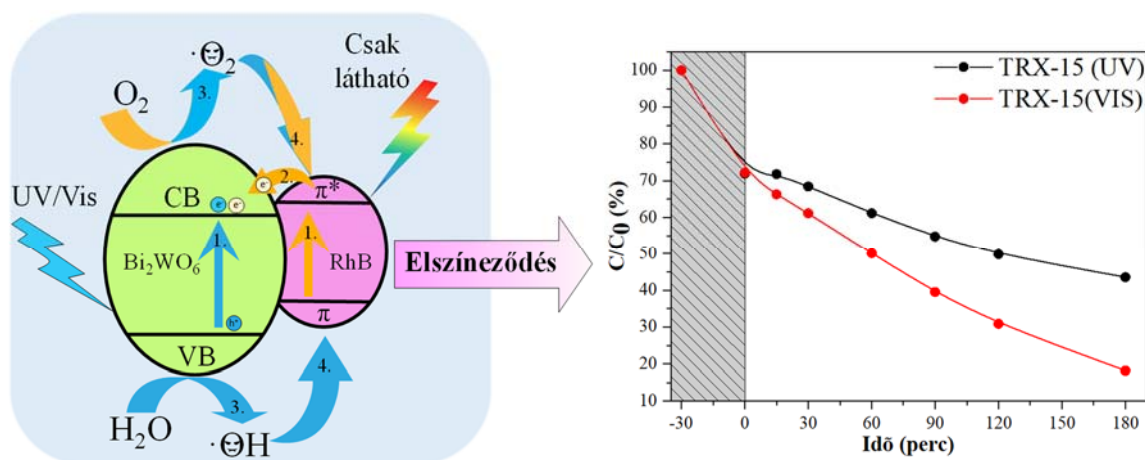 ·O₂
O₂
3.
4.
Csak
látható
UV/Vis
CB
e⁻
e⁻
e⁻
2.
π*
1.
1.
Bi₂WO₆
RhB
Elszíneződés
h⁺
π
VB
H₂O
3.
·OH
4.
TRX-15 (UV)
TRX-15(VIS)
C/C0 (%)
100
90
80
70
60
50
40
30
20
10
-30 0 30 60 90 120 150 180
Idõ (perc)